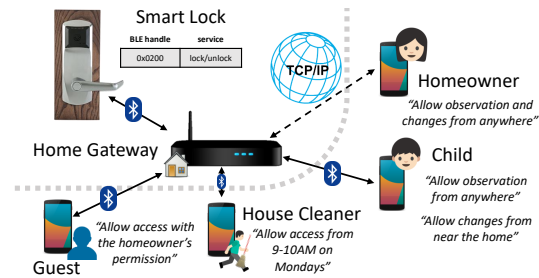 Smart Lock
BLE handle service
0x0200 lock/unlock
TCP/IP
Homeowner
“Allow observation and
changes from anywhere”
Home Gateway
Child
“Allow observation
from anywhere”
“Allow changes from
near the home”
Guest
“Allow access with
the homeowner’s
permission”
House Cleaner
“Allow access from
9-10AM on
Mondays”